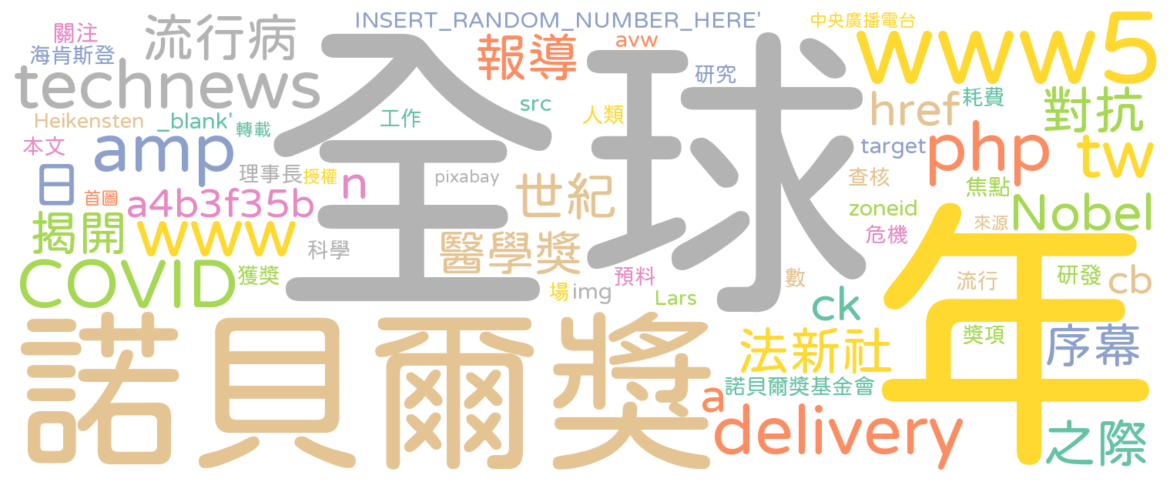 INSERT_RANDOM_NUMBER_HERE'
中央廣播電台
關注
流行病
海肯斯登
報導
avw
www5
technews
全球
研究
src
人類
href
耗費
對抗
Heikensten
_blank'
轉載
工作
本文
amp
target
php
tw
日
理事長
授權
n
pixabay
查核
焦點
首圖
a4b3f35b
世紀
zoneid
Nobel
揭開
www
科學
醫學獎
危機
來源
年
COVID
獲獎
場
img
預料
Lars
數
ck
流行
研發
cb
諾貝爾獎
法新社
獎項
序幕
諾貝爾獎基金會
a
delivery
之際